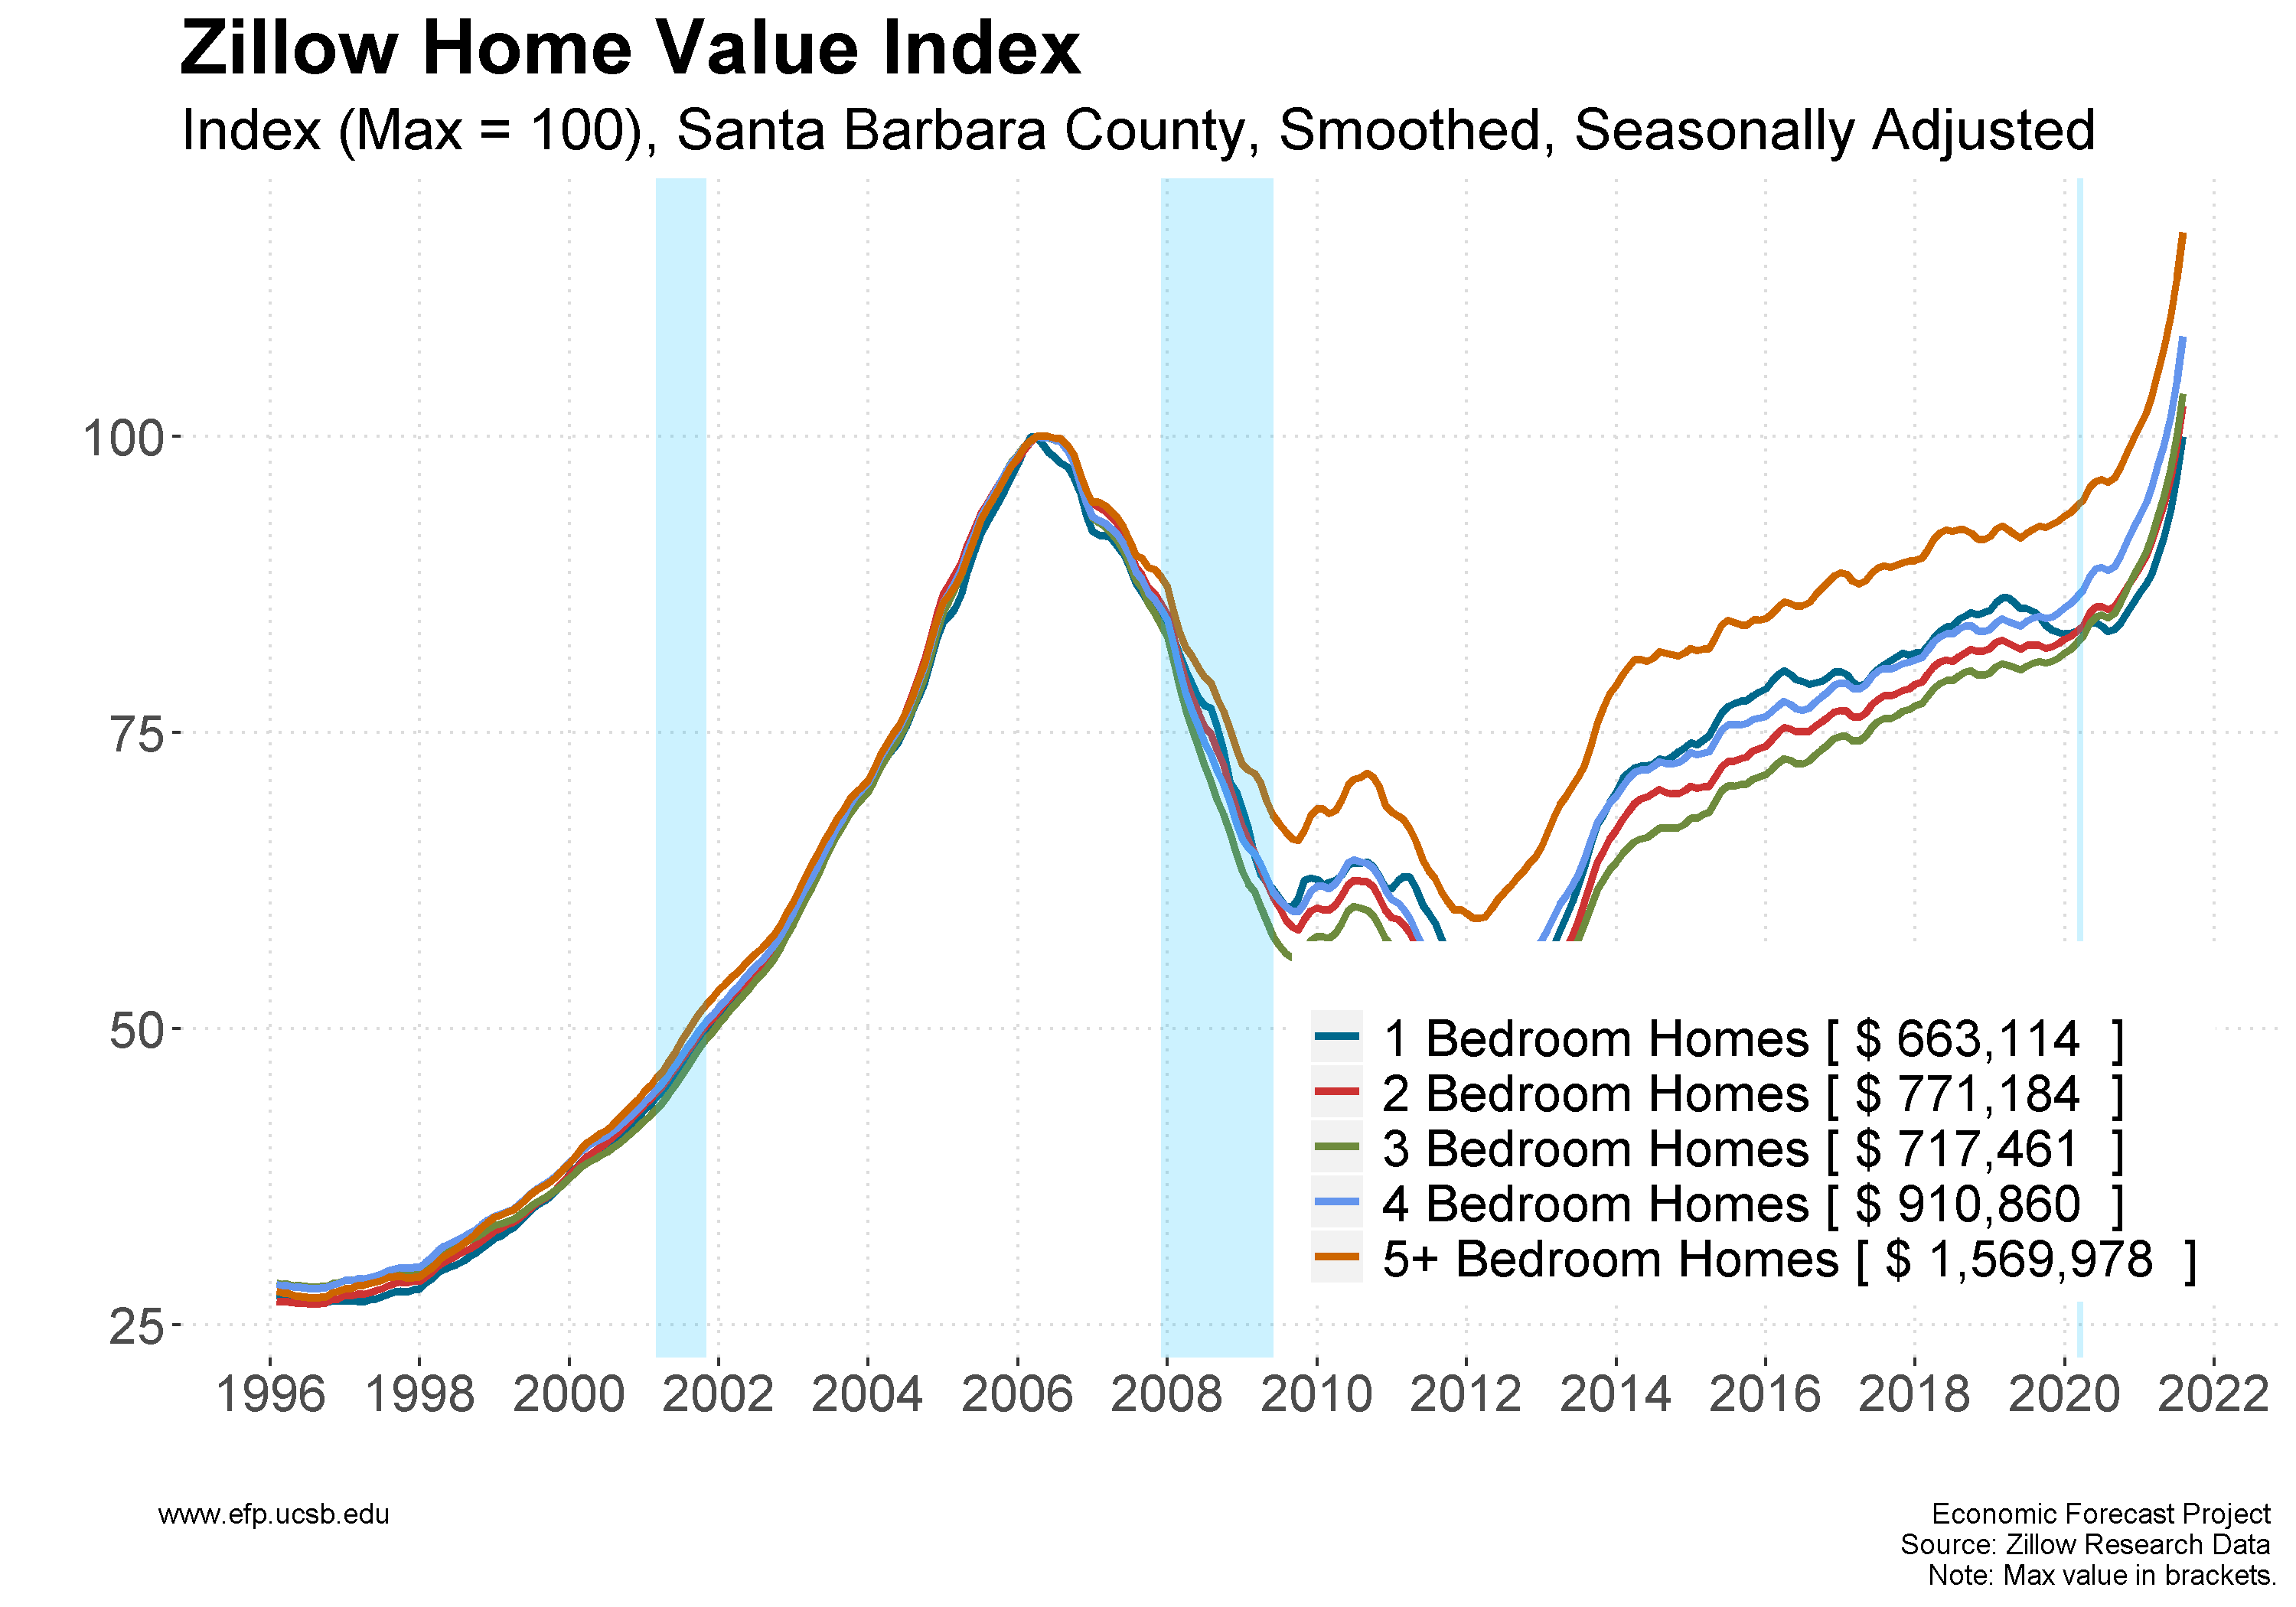 Zillow Home Value Index
Index (Max = 100), Santa Barbara County, Smoothed, Seasonally Adjusted
100
75
50
25
1 Bedroom Homes [ $ 663,114 ]
2 Bedroom Homes [ $ 771,184 ]
3 Bedroom Homes [ $ 717,461 ]
4 Bedroom Homes [ $ 910,860 ]
5+ Bedroom Homes [ $ 1,569,978 ]
1996 1998 2000 2002 2004 2006 2008 2010 2012 2014 2016 2018 2020 2022
www.efp.ucsb.edu
Economic Forecast Project
Source: Zillow Research Data
Note: Max value in brackets.